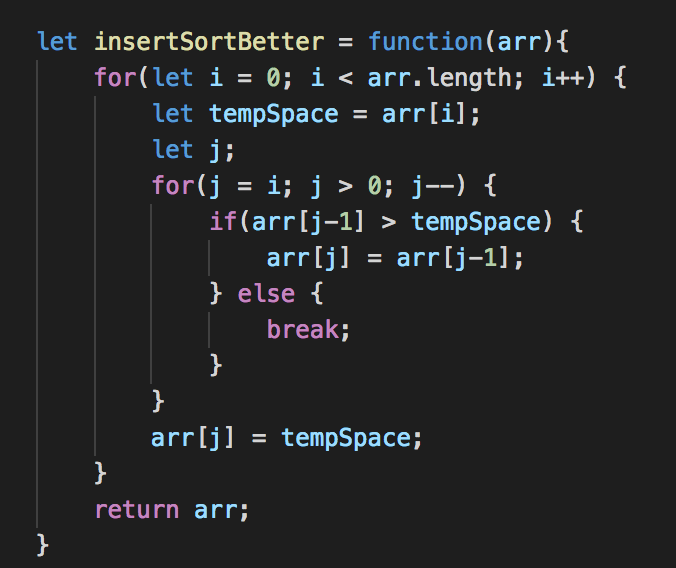 let insertSortBetter = function(arr){
    for(let i = 0; i < arr.length; i++) {
        let tempSpace = arr[i];
        let j;
        for(j = i; j > 0; j--) {
            if(arr[j-1] > tempSpace) {
                arr[j] = arr[j-1];
            } else {
                break;
            }
        }
        arr[j] = tempSpace;
    }
    return arr;
}